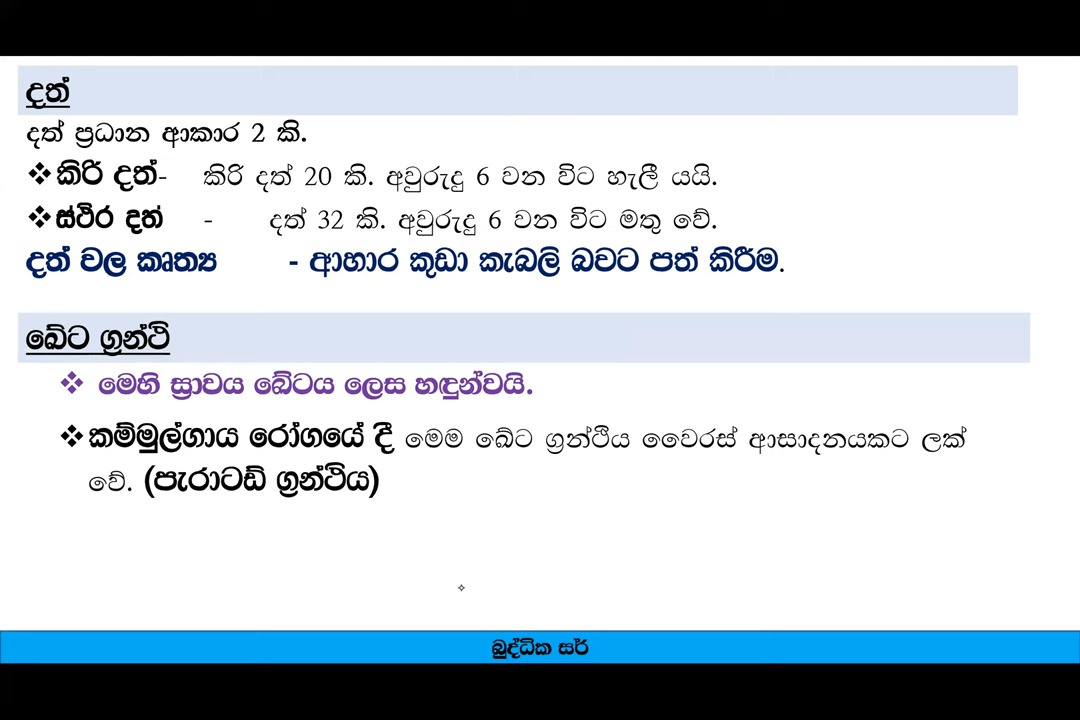 දත්
දත් ප්‍රධාන ආකාර 2 කි.
❖කිරි දත්- කිරි දත් 20 කි. අවුරුදු 6 වන විට හැලී යයි.
❖ස්ථිර දත් - දත් 32 කි. අවුරුදු 6 වන විට මතු වේ.
දත් වල කෘත්‍ය - ආහාර කුඩා කැබලි බවට පත් කිරීම.
ඛේට ග්‍රන්ථි
❖ මෙහි ස්‍රාවය ඛේටය ලෙස හඳුන්වයි.
❖කම්මුල්ගාය රෝගයේ දී මෙම ඛේට ග්‍රන්ථිය වෛරස් ආසාදනයකට ලක්
වේ. (පැරාටඩ් ග්‍රන්ථිය)
බුද්ධික සර්